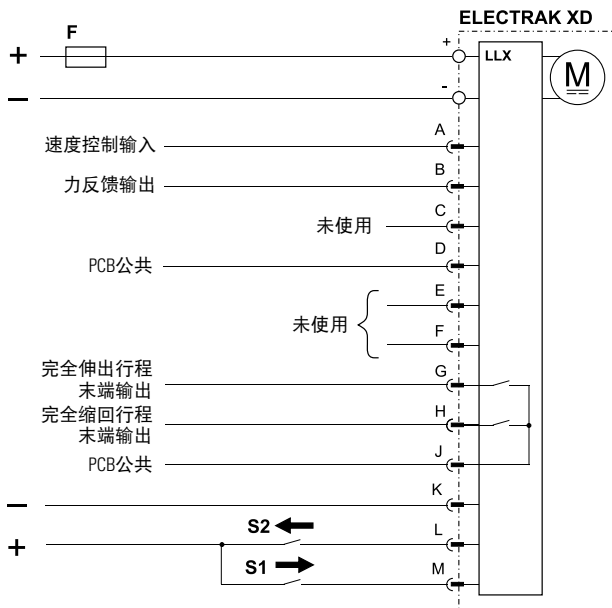 ELECTRAK XD
F
+
LLX
+
M
−
-
A
速度控制输入
B
力反馈输出
C
未使用
D
PCB公共
E
未使用
F
G
完全伸出行程
末端输出
H
完全缩回行程
末端输出
J
PCB公共
K
−
S2
L
+
S1
M